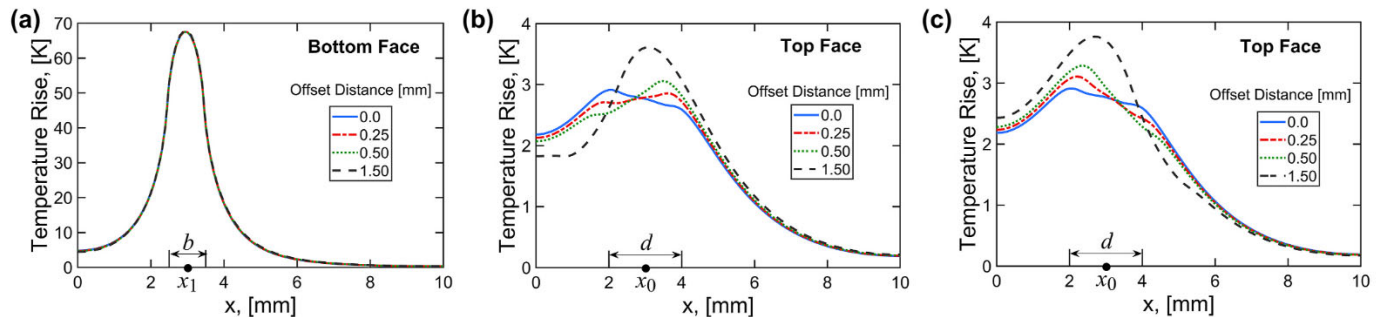 (a)
Temperature Rise, [K]
70
60
50
40
30
20
10
0
Bottom Face
Offset Distance [mm]
0.0
0.25
0.50
1.50
b
x₁
0 2 4 6 8 10
x, [mm]
(b)
Temperature Rise, [K]
4
3
2
1
0
Top Face
Offset Distance [mm]
0.0
0.25
0.50
1.50
d
x₀
0 2 4 6 8 10
x, [mm]
(c)
Temperature Rise, [K]
4
3
2
1
0
Top Face
Offset Distance [mm]
0.0
0.25
0.50
1.50
d
x₀
0 2 4 6 8 10
x, [mm]